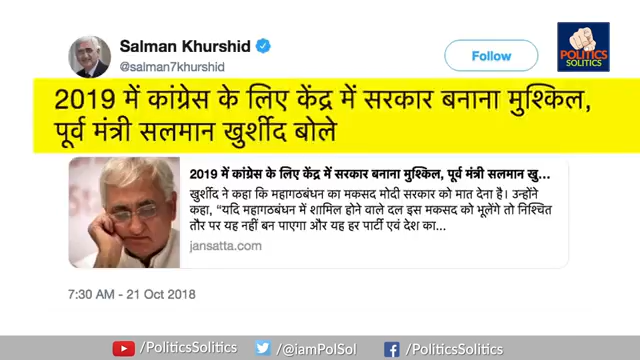 Salman Khurshid
@salman7khurshid
Follow
POLITICS
SOLITICS
2019 में कांग्रेस के लिए केंद्र में सरकार बनाना मुश्किल,
पूर्व मंत्री सलमान खुर्शीद बोले
2019 में कांग्रेस के लिए केंद्र में सरकार बनाना मुश्किल, पूर्व मंत्री सलमान खु...
खुर्शीद ने कहा कि महागठबंधन का मकसद मोदी सरकार को मात देना है। उन्होंने
कहा, “यदि महागठबंधन में शामिल होने वाले दल इस मकसद को भूलेंगे तो निश्चित
तौर पर यह नहीं बन पाएगा और यह हर पार्टी एवं देश का...
jansatta.com
7:30 AM - 21 Oct 2018
/PoliticsSolitics
/@iamPolSol
/PoliticsSolitics